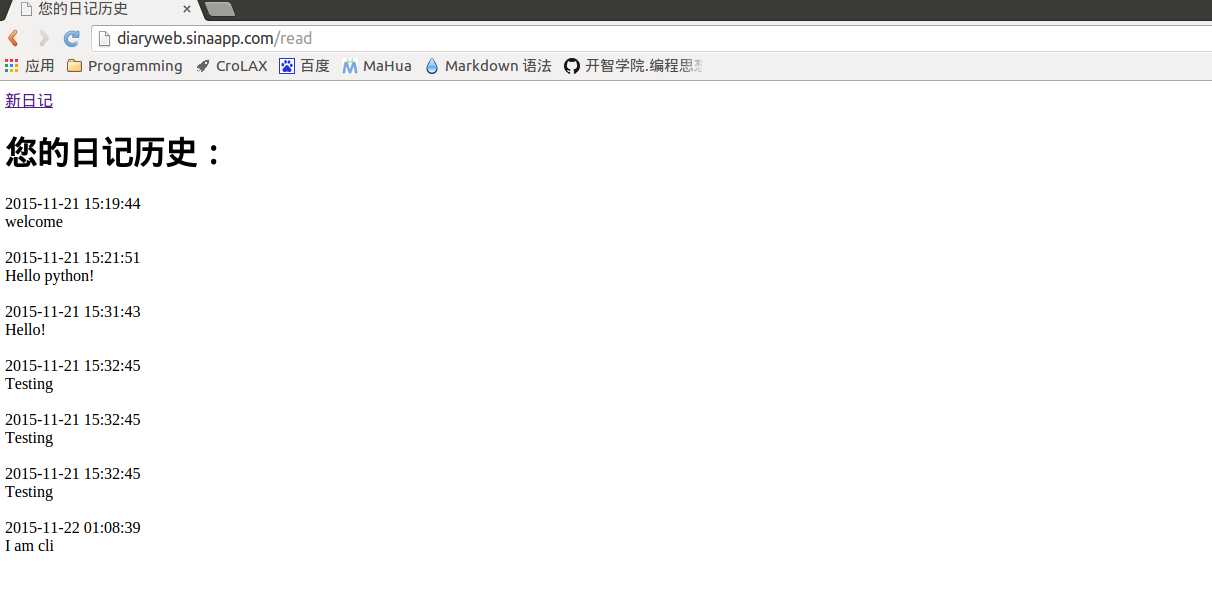 您的日记历史
diaryweb.sinaapp.com/read
应用 Programming CroLAX 百度 MaHua Markdown 语法 开智学院.编程思想
新日记
您的日记历史：
2015-11-21 15:19:44
welcome
2015-11-21 15:21:51
Hello python!
2015-11-21 15:31:43
Hello!
2015-11-21 15:32:45
Testing
2015-11-21 15:32:45
Testing
2015-11-21 15:32:45
Testing
2015-11-22 01:08:39
I am cli